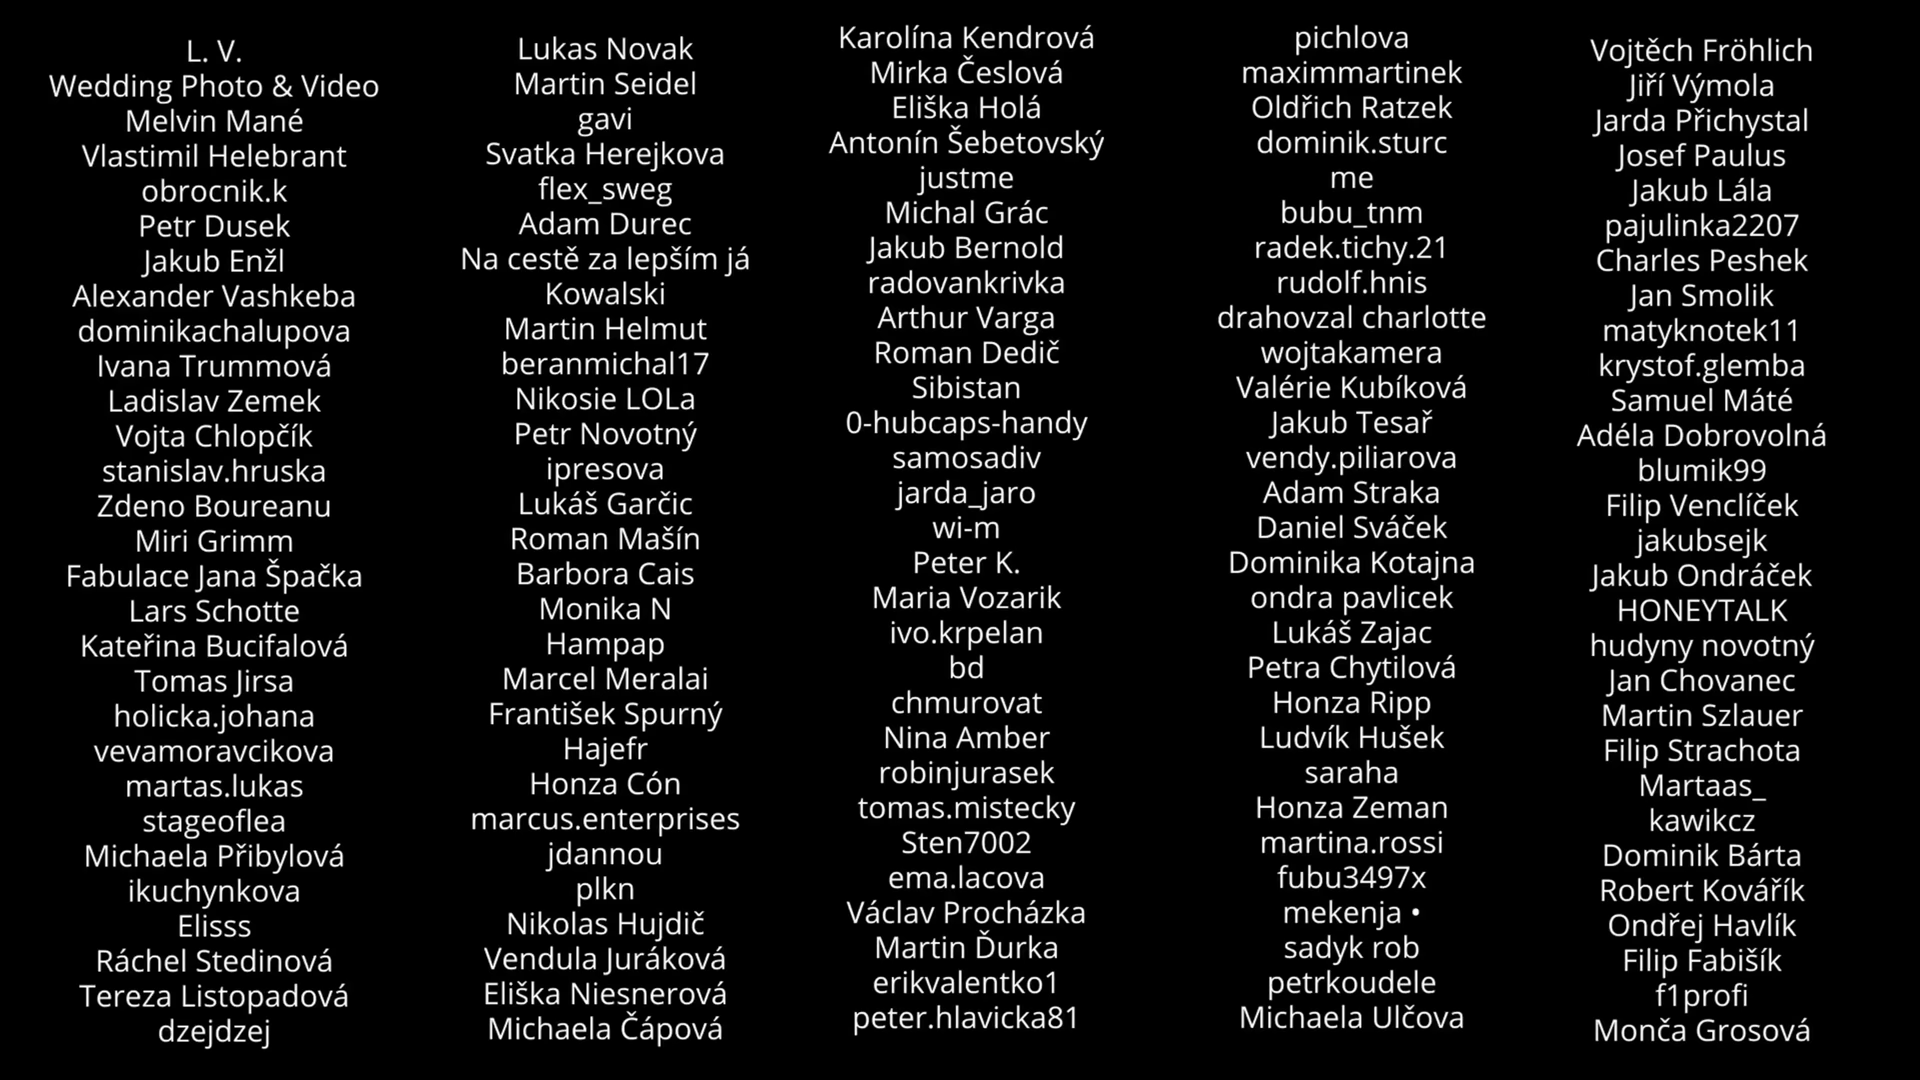 L. V.
Wedding Photo & Video
Melvin Mané
Vlastimil Helebrant
obrocnik.k
Petr Dusek
Jakub Enžl
Alexander Vashkeba
dominikachalupova
Ivana Trummová
Ladislav Zemek
Vojta Chlopčík
stanislav.hruska
Zdeno Boureanu
Miri Grimm
Fabulace Jana Špačka
Lars Schotte
Kateřina Bucifalová
Tomas Jirsa
holicka.johana
vevamoravcikova
martas.lukas
stageoflea
Michaela Přibylová
ikuchynkova
Elisss
Ráchel Stedinová
Tereza Listopadová
dzejdzej
Lukas Novak
Martin Seidel
gavi
Svatka Herejkova
flex_sweg
Adam Durec
Na cestě za lepším já
Kowalski
Martin Helmut
beranmichal17
Nikosie LOLa
Petr Novotný
ipresova
Lukáš Garčic
Roman Mašín
Barbora Cais
Monika N
Hampap
Marcel Meralai
František Spurný
Hajefr
Honza Cón
marcus.enterprises
jdannou
plkn
Nikolas Hujdič
Vendula Juráková
Eliška Niesnerová
Michaela Čápová
Karolína Kendrová
Mirka Česlová
Eliška Holá
Antonín Šebetovský
justme
Michal Grác
Jakub Bernold
radovankrivka
Arthur Varga
Roman Dedič
Sibistan
0-hubcaps-handy
samosadiv
jarda_jaro
wi-m
Peter K.
Maria Vozarik
ivo.krpelan
bd
chmurovat
Nina Amber
robinjurasek
tomas.mistecky
Sten7002
ema.lacova
Václav Procházka
Martin Ďurka
erikvalentko1
peter.hlavicka81
pichlova
maximmartinek
Oldřich Ratzek
dominik.sturc
me
bubu_tnm
radek.tichy.21
rudolf.hnis
drahovzal charlotte
wojtakamera
Valérie Kubíková
Jakub Tesař
vendy.piliarova
Adam Straka
Daniel Sváček
Dominika Kotajna
ondra pavlicek
Lukáš Zajac
Petra Chytilová
Honza Ripp
Ludvík Hušek
saraha
Honza Zeman
martina.rossi
fubu3497x
mekenja •
sadyk rob
petrkoudele
Michaela Ulčova
Vojtěch Fröhlich
Jiří Výmola
Jarda Přichystal
Josef Paulus
Jakub Lála
pajulinka2207
Charles Peshek
Jan Smolik
matyknotek11
krystof.glemba
Samuel Máté
Adéla Dobrovolná
blumik99
Filip Venclíček
jakubsejk
Jakub Ondráček
HONEYTALK
hudyny novotný
Jan Chovanec
Martin Szlauer
Filip Strachota
Martaas_
kawikcz
Dominik Bárta
Robert Kovářík
Ondřej Havlík
Filip Fabišík
f1profi
Monča Grosová